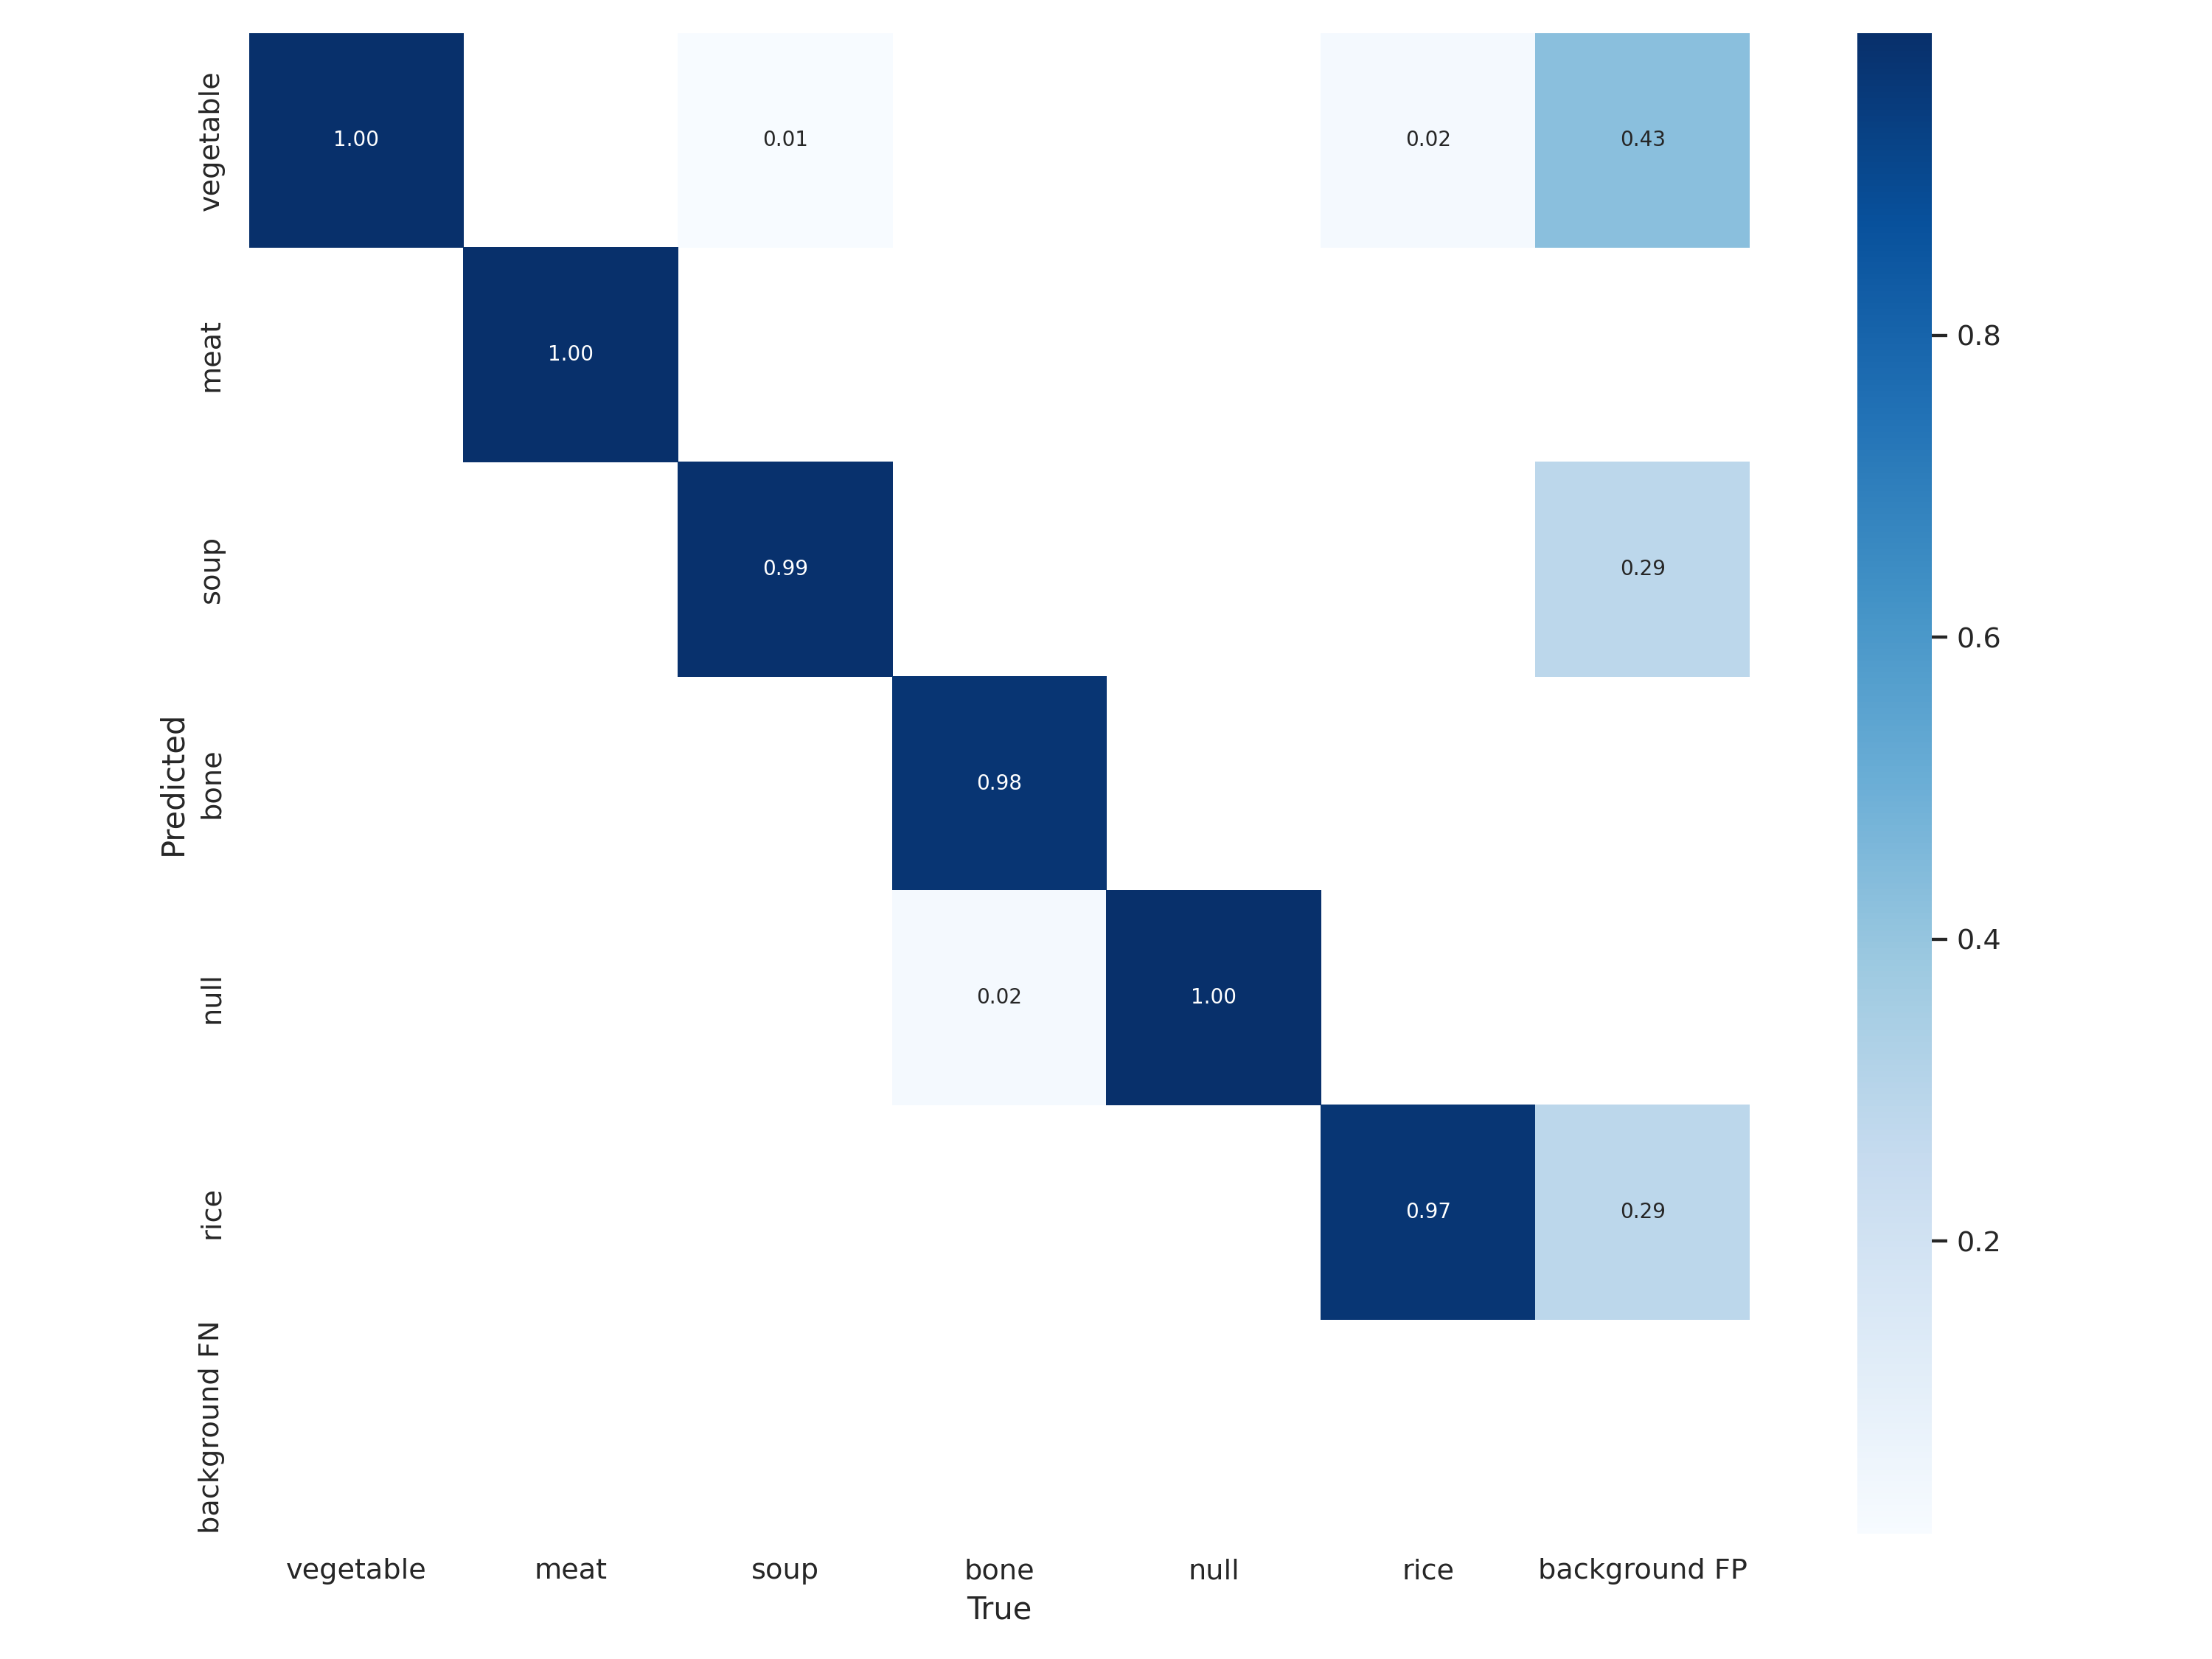 vegetable 1.00 0.01 0.02 0.43
meat 1.00
0.8
soup 0.99 0.29
0.6
Predicted
bone 0.98
0.4
null 0.02 1.00
rice 0.97 0.29
0.2
background FN
vegetable meat soup bone null rice background FP
True